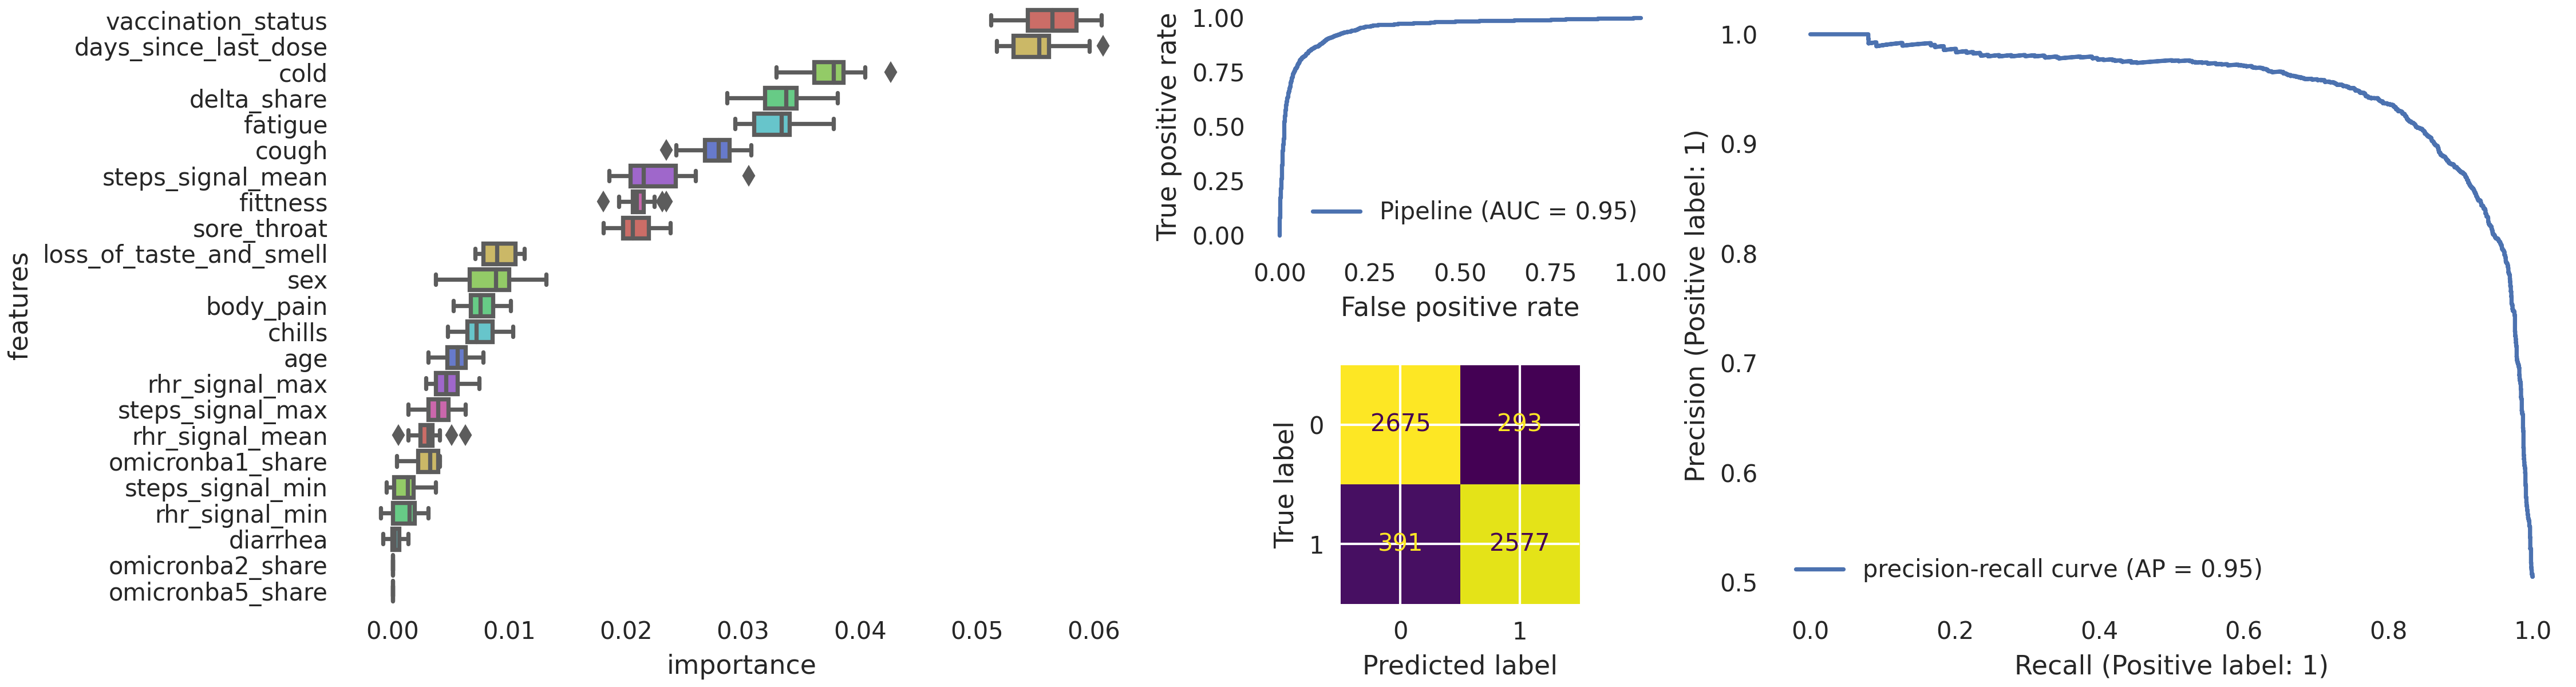 vaccination_status
days_since_last_dose
cold
delta_share
fatigue
cough
steps_signal_mean
fittness
sore_throat
loss_of_taste_and_smell
sex
body_pain
chills
age
rhr_signal_max
steps_signal_max
rhr_signal_mean
omicronba1_share
steps_signal_min
rhr_signal_min
diarrhea
omicronba2_share
omicronba5_share
features
0.00 0.01 0.02 0.03 0.04 0.05 0.06
importance
True positive rate
1.00
0.75
0.50
0.25
0.00
Pipeline (AUC = 0.95)
0.00 0.25 0.50 0.75 1.00
False positive rate
True label
0
1
2675 293
391 2577
0 1
Predicted label
Precision (Positive label: 1)
1.0
0.9
0.8
0.7
0.6
0.5
precision-recall curve (AP = 0.95)
0.0 0.2 0.4 0.6 0.8 1.0
Recall (Positive label: 1)